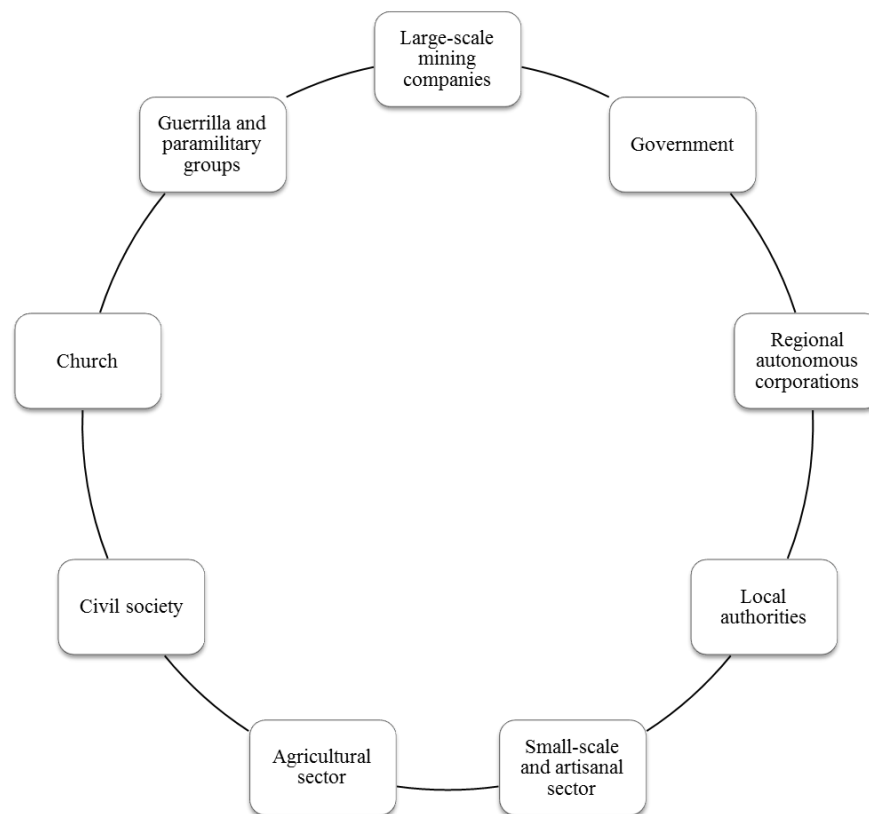 Large-scale
mining
companies
Government
Regional
autonomous
corporations
Local
authorities
Small-scale
and artisanal
sector
Agricultural
sector
Civil society
Church
Guerrilla and
paramilitary
groups